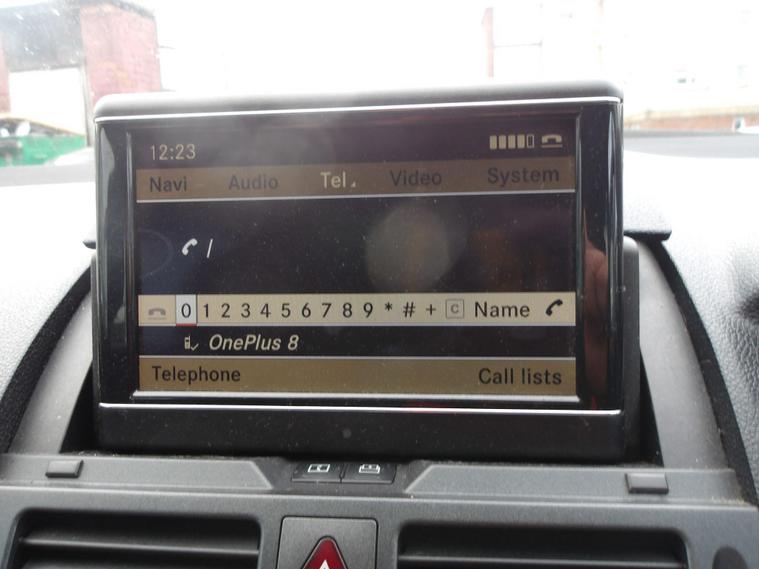 12:23
Navi Audio Tel Video System
/
0 1 2 3 4 5 6 7 8 9 * # + C Name
OnePlus 8
Telephone Call lists